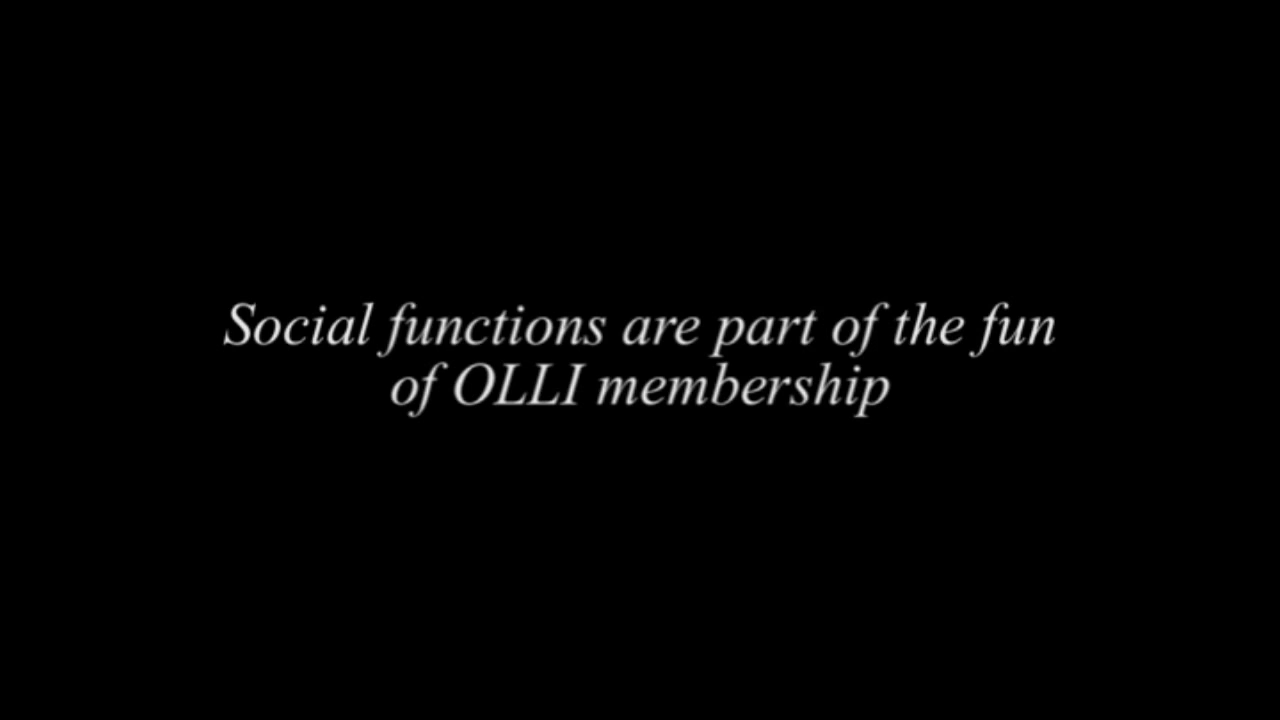 Social functions are part of the fun
of OLLI membership